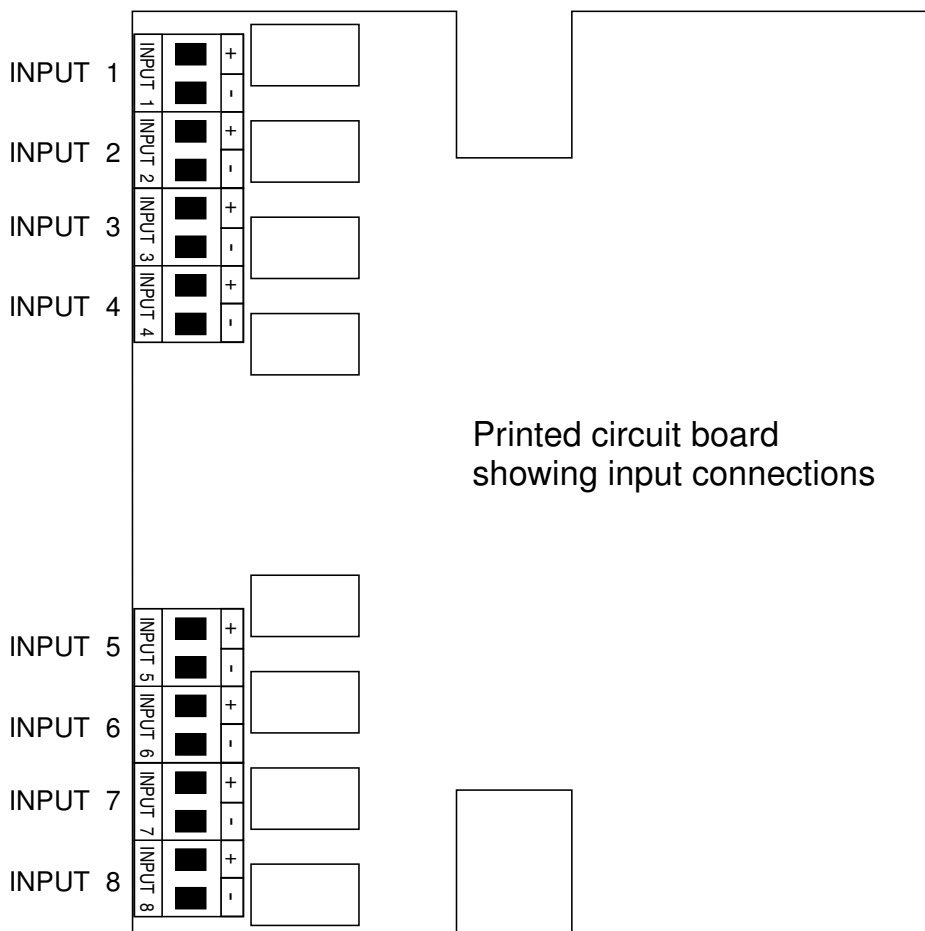 INPUT 1
INPUT 1
+
-
INPUT 2
INPUT 2
+
-
INPUT 3
INPUT 3
+
-
INPUT 4
INPUT 4
+
-
Printed circuit board
showing input connections
INPUT 5
INPUT 5
+
-
INPUT 6
INPUT 6
+
-
INPUT 7
INPUT 7
+
-
INPUT 8
INPUT 8
+
-